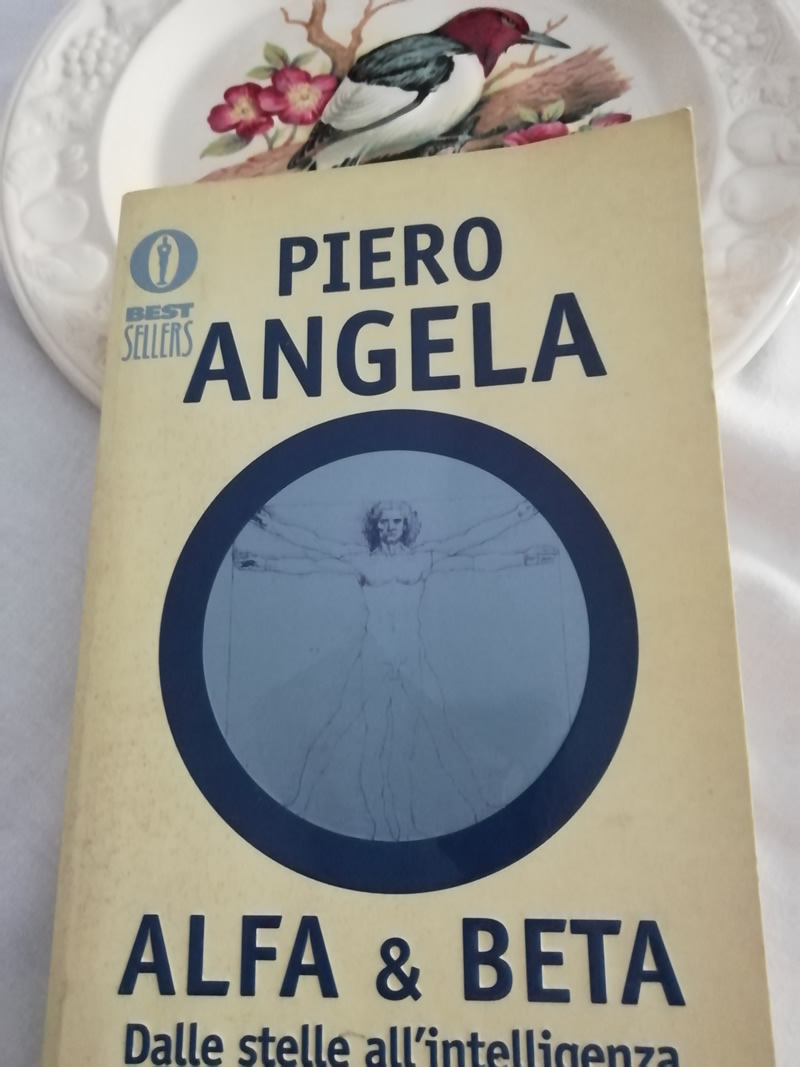 PIERO
ANGELA
BEST
SELLERS
ALFA & BETA
Dalle stelle all'intelligenza